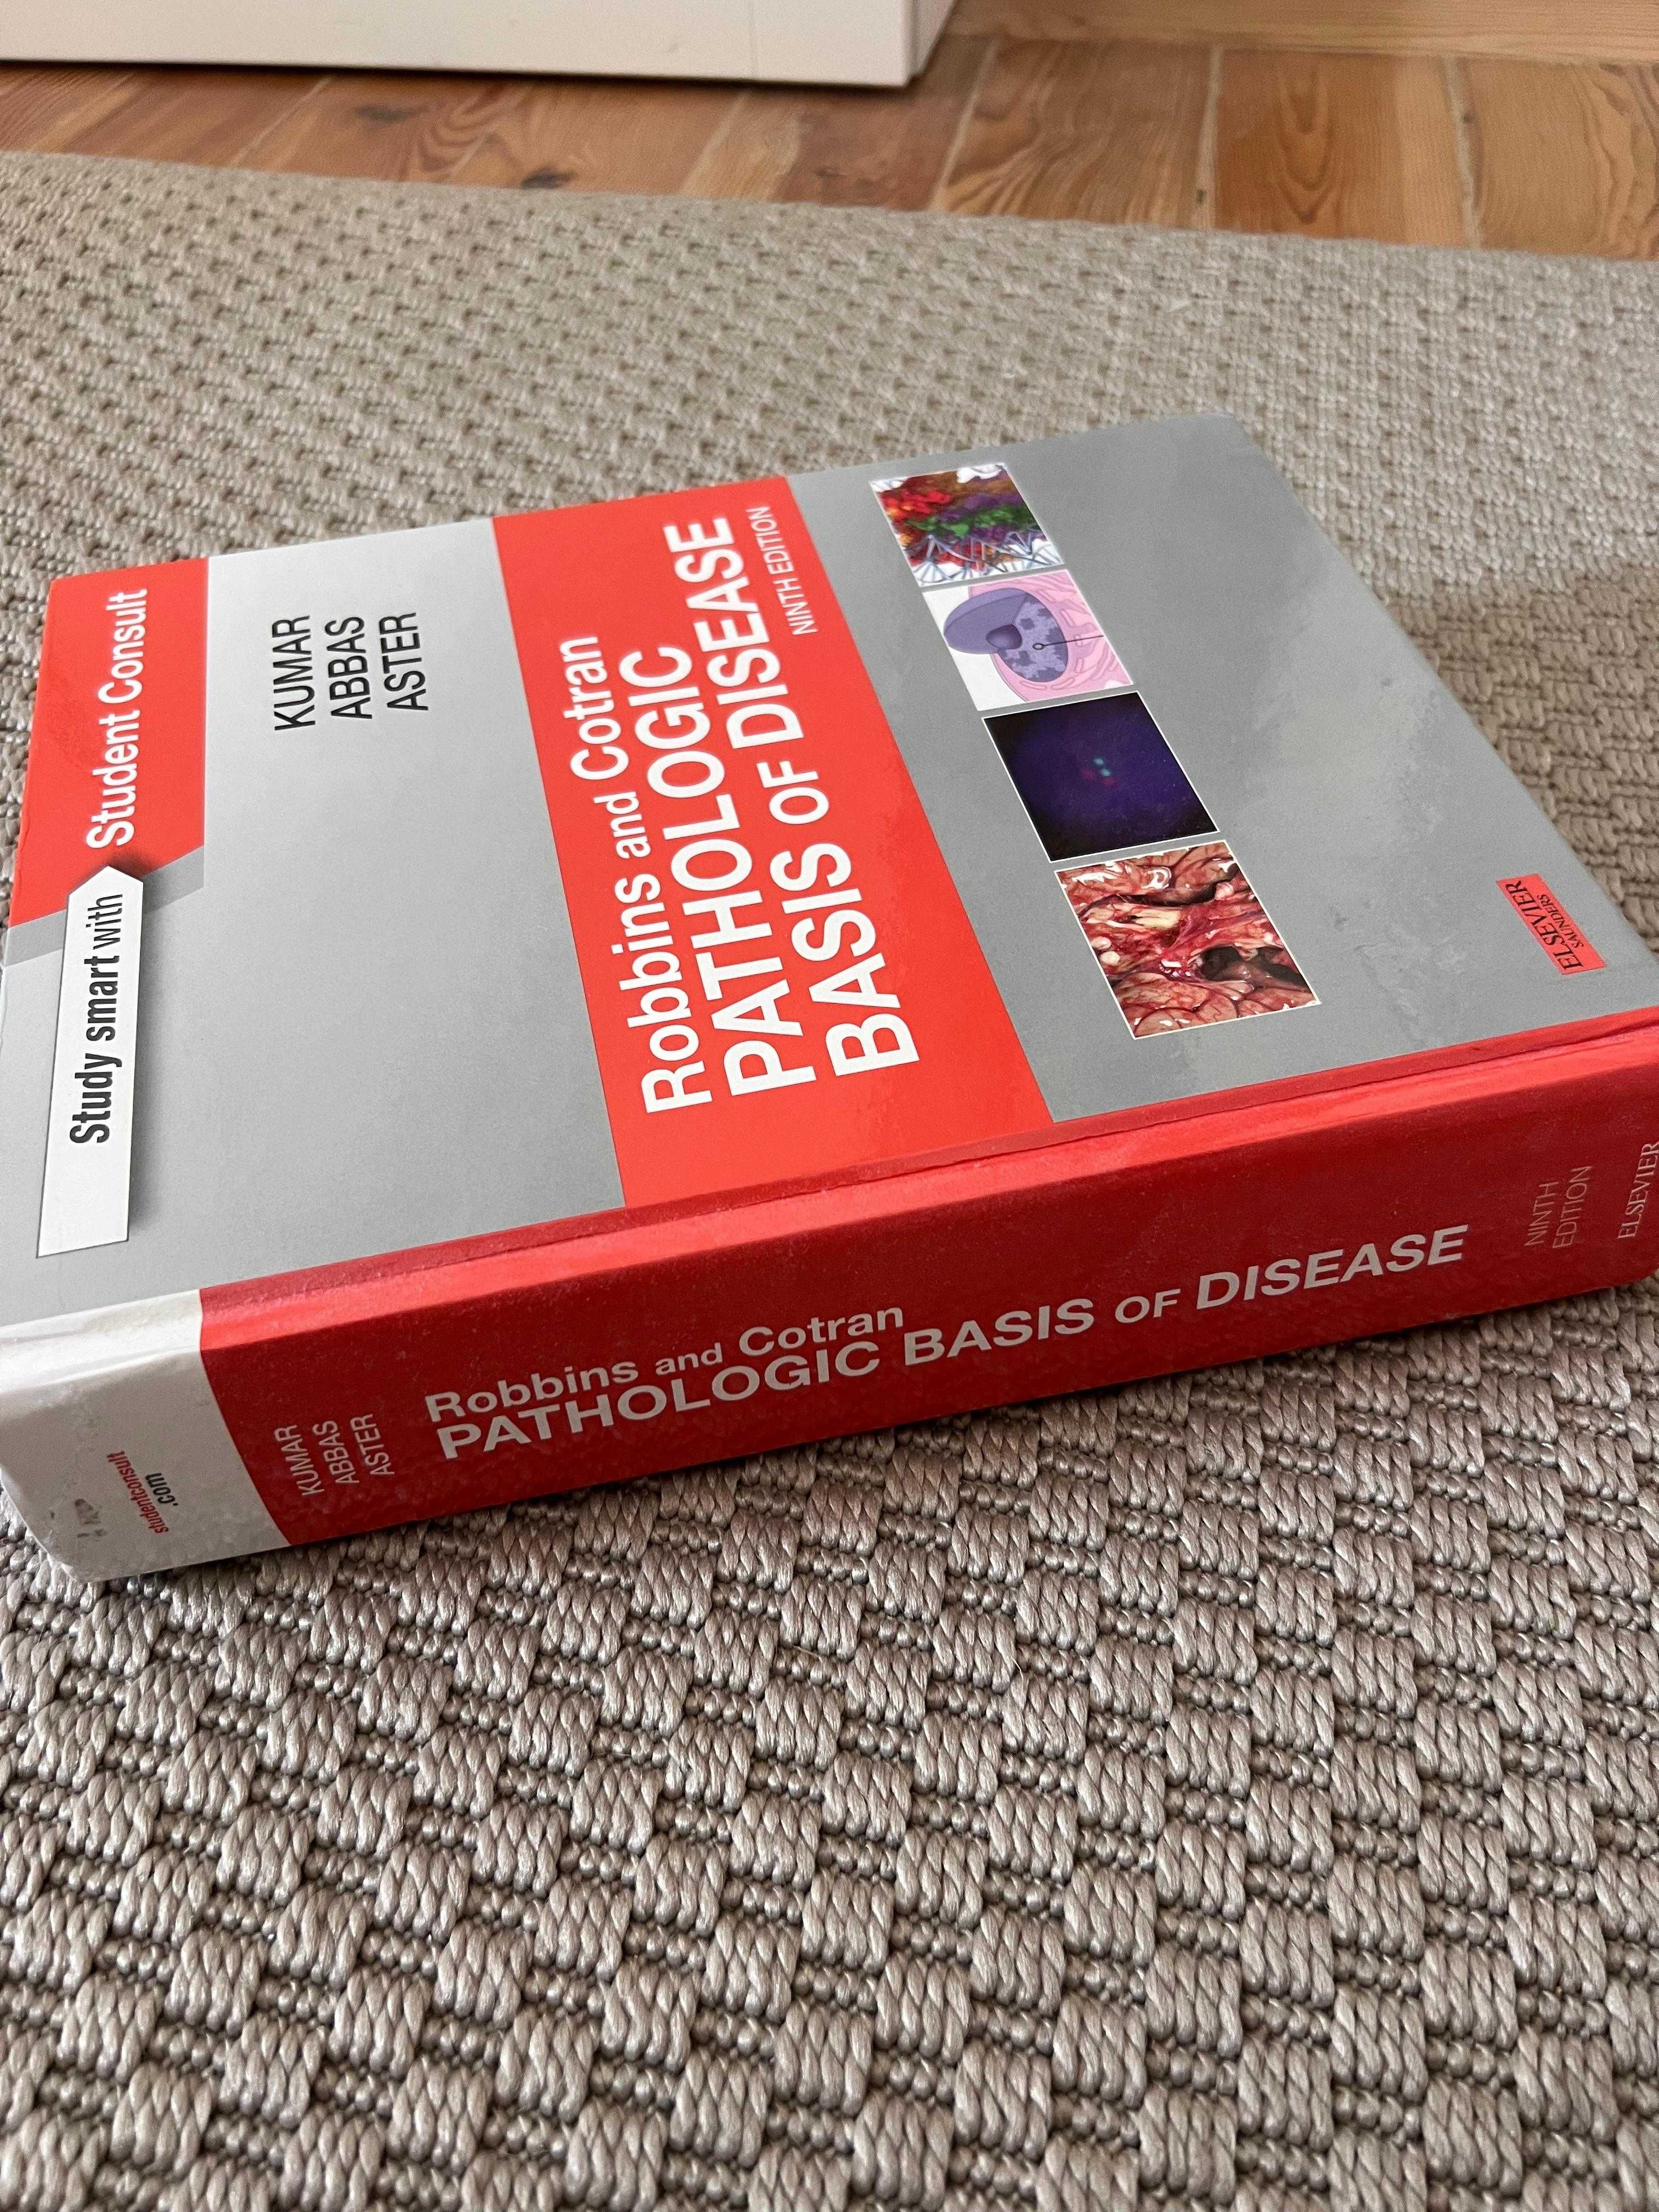 Study smart with Student Consult
KUMAR
ABBAS
ASTER
Robbins and Cotran
PATHOLOGIC
BASIS OF DISEASE
NINTH EDITION
ELSEVIER
SAUNDERS
studentconsult
.com
KUMAR
ABBAS
ASTER
Robbins and Cotran
PATHOLOGIC BASIS OF DISEASE
NINTH
EDITION
ELSEVIER